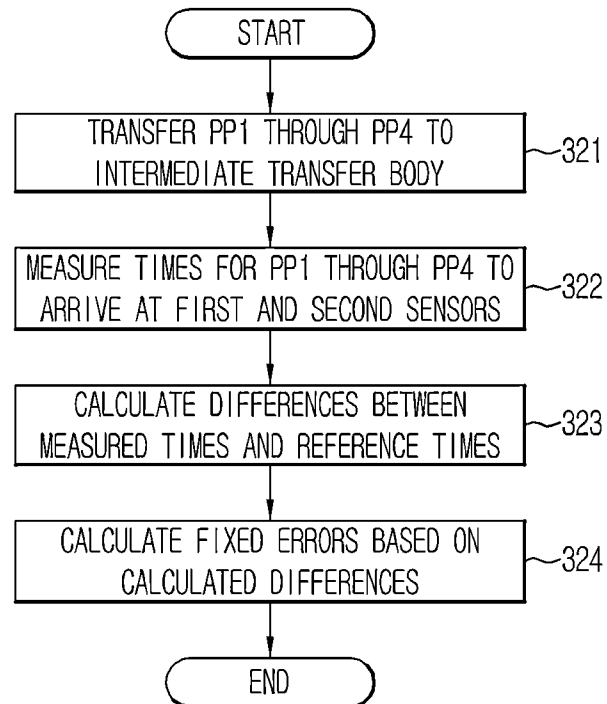 START
TRANSFER PP1 THROUGH PP4 TO
INTERMEDIATE TRANSFER BODY
321
MEASURE TIMES FOR PP1 THROUGH PP4 TO
ARRIVE AT FIRST AND SECOND SENSORS
322
CALCULATE DIFFERENCES BETWEEN
MEASURED TIMES AND REFERENCE TIMES
323
CALCULATE FIXED ERRORS BASED ON
CALCULATED DIFFERENCES
324
END